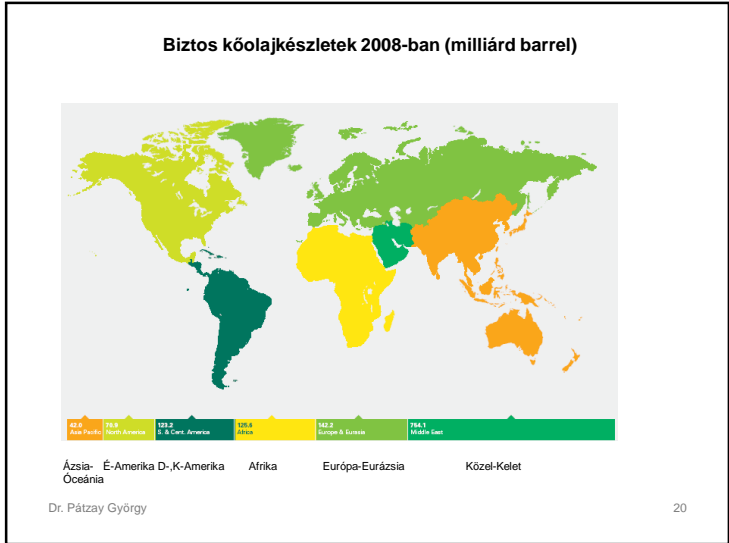 Biztos kőolajkészletek 2008-ban (milliárd barrel)
42.0 70.9 123.2 125.6 142.2 754.1
Asia Pacific North America S. & Cent. America Africa Europe & Eurasia Middle East
Ázsia- É-Amerika D-,K-Amerika Afrika Európa-Eurázsia Közel-Kelet
Óceánia
Dr. Pátzay György 20